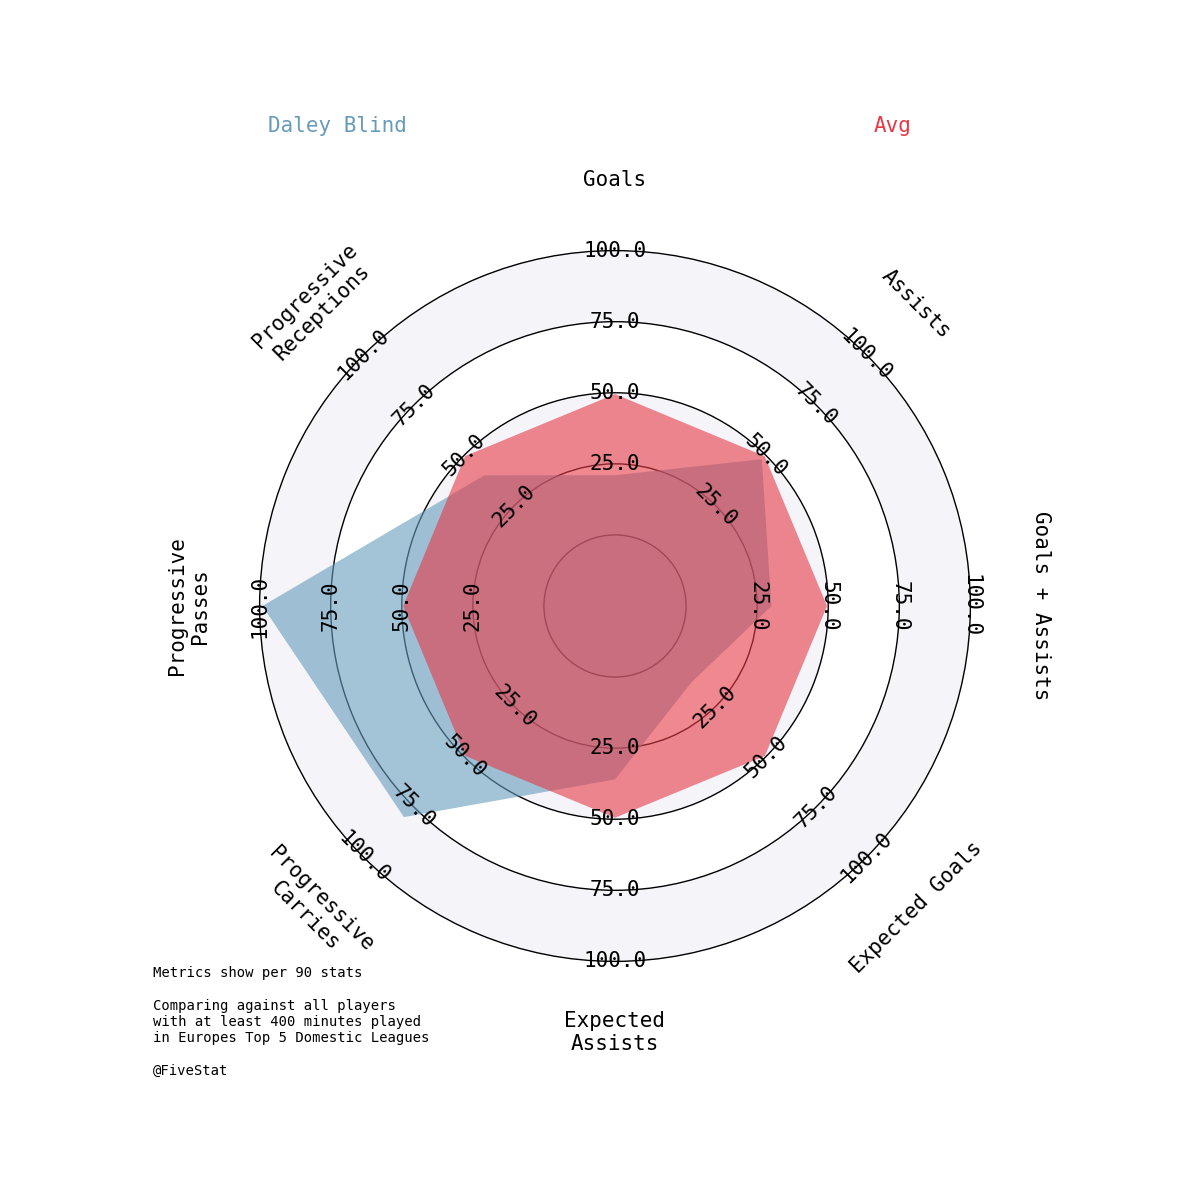 Daley Blind
Avg
Goals
Assists
Goals + Assists
Expected Goals
Expected
Assists
Progressive
Carries
Progressive
Passes
Progressive
Receptions
25.0
50.0
75.0
100.0
25.0
50.0
75.0
100.0
25.0
50.0
75.0
100.0
25.0
50.0
75.0
100.0
25.0
50.0
75.0
100.0
25.0
50.0
75.0
100.0
25.0
50.0
75.0
100.0
25.0
50.0
75.0
100.0
Metrics show per 90 stats
Comparing against all players
with at least 400 minutes played
in Europes Top 5 Domestic Leagues
@FiveStat